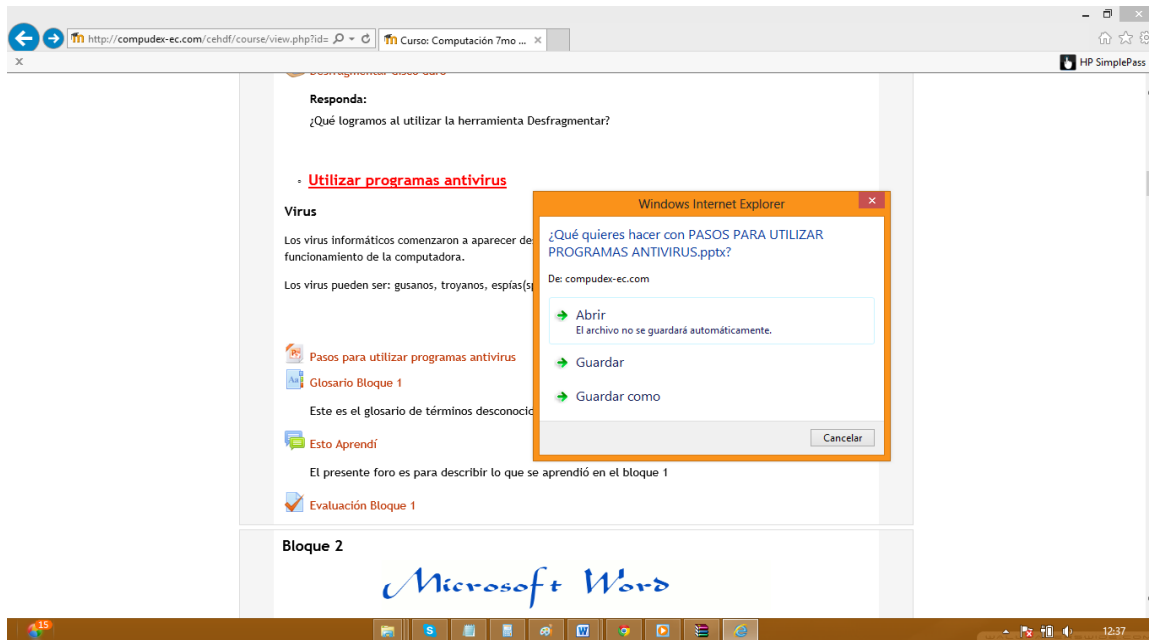 http://compudex-ec.com/cehdf/course/view.php?id=
Curso: Computación 7mo ...
x
HP SimplePass
Desfragmentar disco duro
Responda:
¿Qué logramos al utilizar la herramienta Desfragmentar?
Utilizar programas antivirus
Virus
Los virus informáticos comenzaron a aparecer de
funcionamiento de la computadora.
Los virus pueden ser: gusanos, troyanos, espías(s
Pasos para utilizar programas antivirus
Glosario Bloque 1
Este es el glosario de términos desconocid
Esto Aprendí
El presente foro es para describir lo que se aprendió en el bloque 1
Evaluación Bloque 1
Windows Internet Explorer
¿Qué quieres hacer con PASOS PARA UTILIZAR
PROGRAMAS ANTIVIRUS.pptx?
De: compudex-ec.com
Abrir
El archivo no se guardará automáticamente.
Guardar
Guardar como
Cancelar
Bloque 2
Microsoft Word
15
12:37